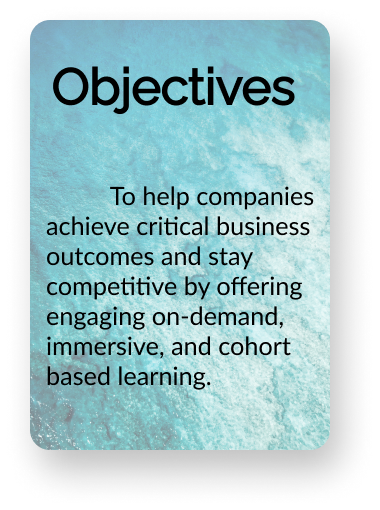 Objectives
To help companies
achieve critical business
outcomes and stay
competitive by offering
engaging on-demand,
immersive, and cohort
based learning.